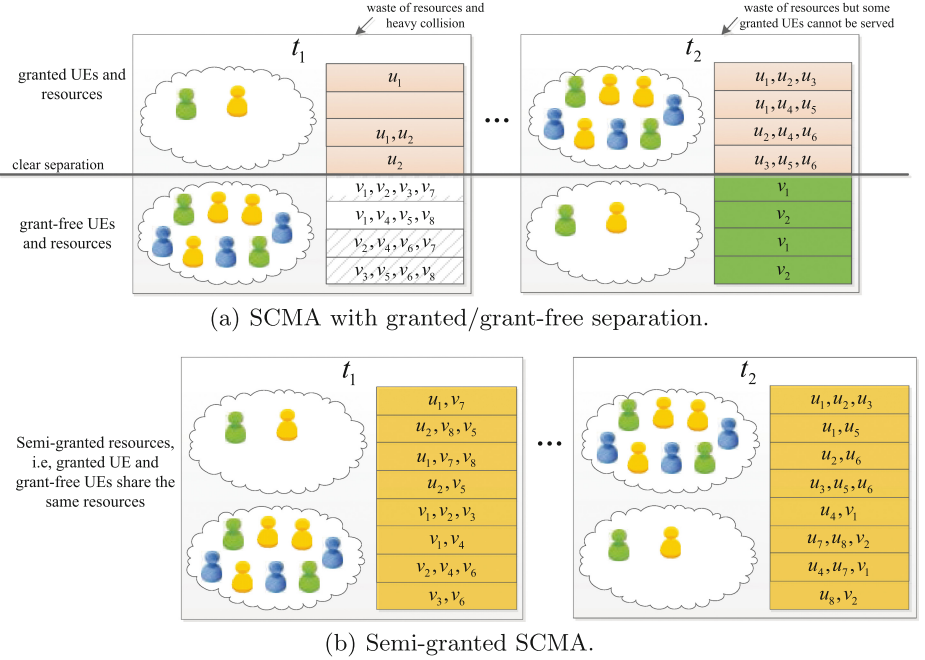 waste of resources and
heavy collision
waste of resources but some
granted UEs cannot be served
t₁
t₂
granted UEs and
resources
u₁
u₁,u₂
u₂
...
u₁,u₂,u₃
u₁,u₄,u₅
u₂,u₄,u₆
u₃,u₅,u₆
clear separation
grant-free UEs
and resources
v₁,v₂,v₃,v₇
v₁,v₄,v₅,v₈
v₂,v₄,v₆,v₇
v₃,v₅,v₆,v₈
v₁
v₂
v₁
v₂
(a) SCMA with granted/grant-free separation.
t₁
t₂
Semi-granted resources,
i.e, granted UE and
grant-free UEs share the
same resources
u₁,v₇
u₂,v₈,v₅
u₁,v₇,v₈
u₂,v₅
v₁,v₂,v₃
v₁,v₄
v₂,v₄,v₆
v₃,v₆
...
u₁,u₂,u₃
u₁,u₅
u₂,u₆
u₃,u₅,u₆
u₄,v₁
u₇,u₈,v₂
u₄,u₇,v₁
u₈,v₂
(b) Semi-granted SCMA.